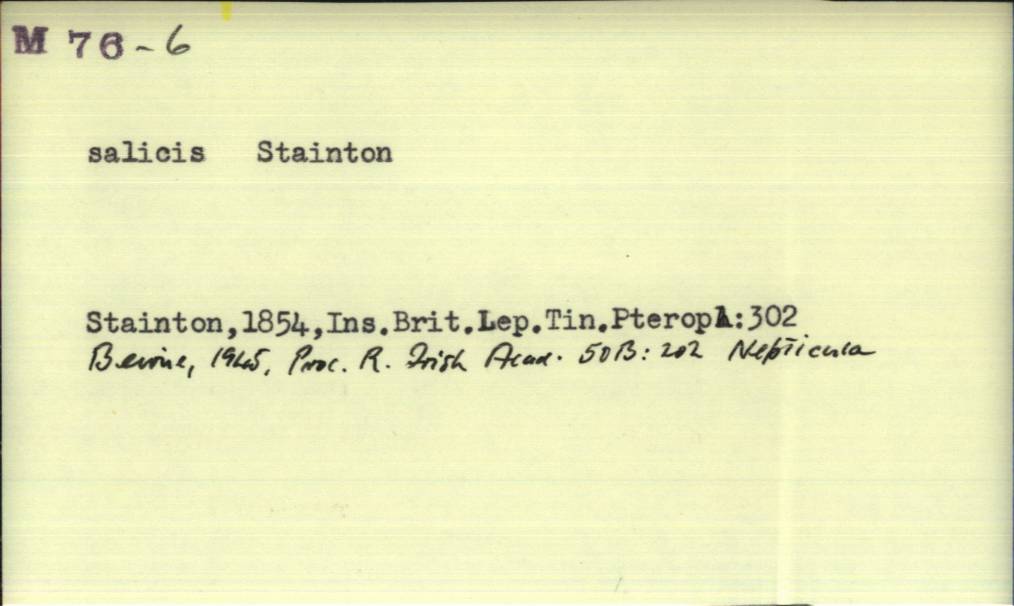 M 76-6
salicis Stainton
Stainton,1854,Ins.Brit.Lep.Tin.Pteroph:302
Beirne, 1945, Proc. R. Irish Acad. 50B: 202 Nepticula